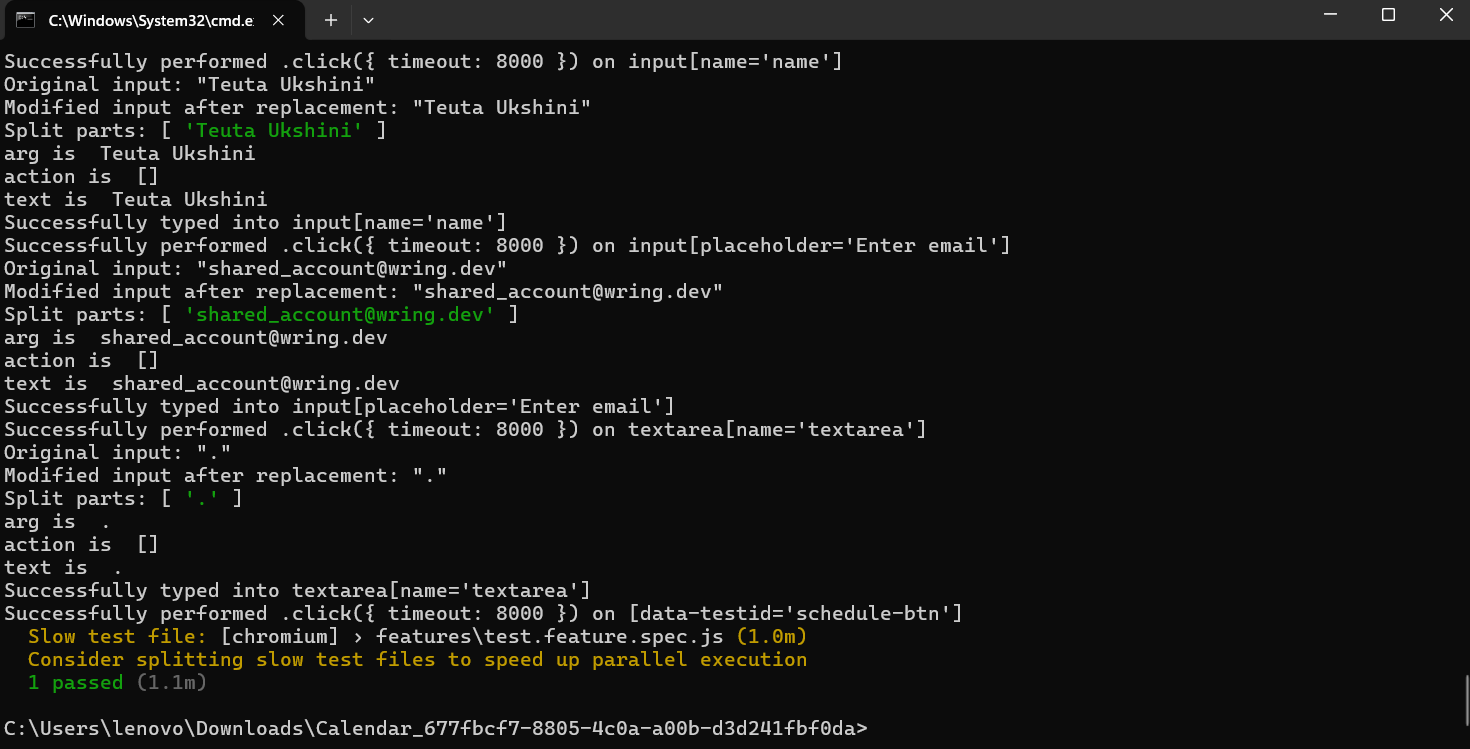 C:\Windows\System32\cmd.e
Successfully performed .click({ timeout: 8000 }) on input[name='name']
Original input: "Teuta Ukshini"
Modified input after replacement: "Teuta Ukshini"
Split parts: [ 'Teuta Ukshini' ]
arg is  Teuta Ukshini
action is  []
text is  Teuta Ukshini
Successfully typed into input[name='name']
Successfully performed .click({ timeout: 8000 }) on input[placeholder='Enter email']
Original input: "shared_account@wring.dev"
Modified input after replacement: "shared_account@wring.dev"
Split parts: [ 'shared_account@wring.dev' ]
arg is  shared_account@wring.dev
action is  []
text is  shared_account@wring.dev
Successfully typed into input[placeholder='Enter email']
Successfully performed .click({ timeout: 8000 }) on textarea[name='textarea']
Original input: "."
Modified input after replacement: "."
Split parts: [ '.' ]
arg is  .
action is  []
text is  .
Successfully typed into textarea[name='textarea']
Successfully performed .click({ timeout: 8000 }) on [data-testid='schedule-btn']
  Slow test file: [chromium] › features\test.feature.spec.js (1.0m)
  Consider splitting slow test files to speed up parallel execution
  1 passed (1.1m)
C:\Users\lenovo\Downloads\Calendar_677fbcf7-8805-4c0a-a00b-d3d241fbf0da>